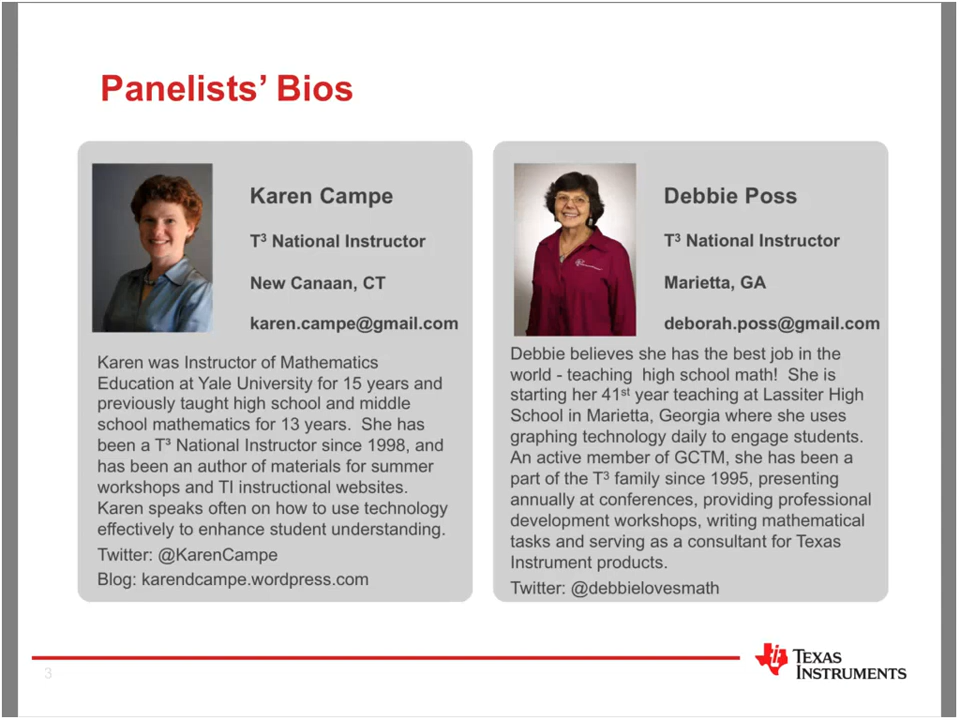 Panelists' Bios
Karen Campe
T³ National Instructor
New Canaan, CT
karen.campe@gmail.com
Karen was Instructor of Mathematics
Education at Yale University for 15 years and
previously taught high school and middle
school mathematics for 13 years. She has
been a T³ National Instructor since 1998, and
has been an author of materials for summer
workshops and TI instructional websites.
Karen speaks often on how to use technology
effectively to enhance student understanding.
Twitter: @KarenCampe
Blog: karendcampe.wordpress.com
Debbie Poss
T³ National Instructor
Marietta, GA
deborah.poss@gmail.com
Debbie believes she has the best job in the
world - teaching high school math! She is
starting her 41st year teaching at Lassiter High
School in Marietta, Georgia where she uses
graphing technology daily to engage students.
An active member of GCTM, she has been a
part of the T³ family since 1995, presenting
annually at conferences, providing professional
development workshops, writing mathematical
tasks and serving as a consultant for Texas
Instrument products.
Twitter: @debbielovesmath
3
TEXAS
INSTRUMENTS